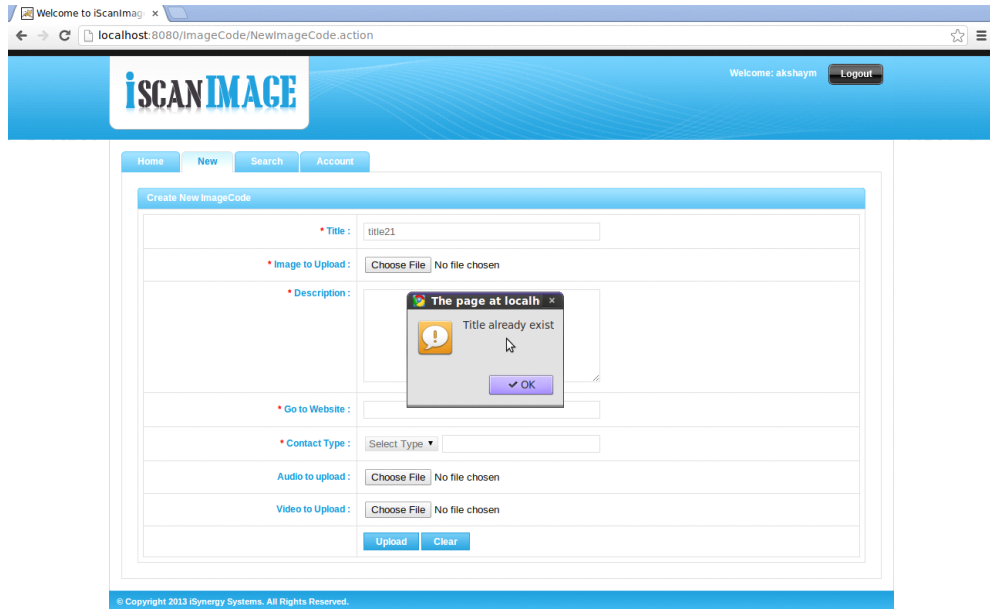 Welcome to iScanImag
localhost:8080/ImageCode/NewImageCode.action
iSCANIMAGE
Welcome: akshaym
Logout
Home New Search Account
Create New ImageCode
* Title : title21
* Image to Upload : Choose File No file chosen
* Description :
The page at localh
Title already exist
OK
* Go to Website :
* Contact Type : Select Type
Audio to upload : Choose File No file chosen
Video to Upload : Choose File No file chosen
Upload Clear
© Copyright 2013 iSynergy Systems. All Rights Reserved.